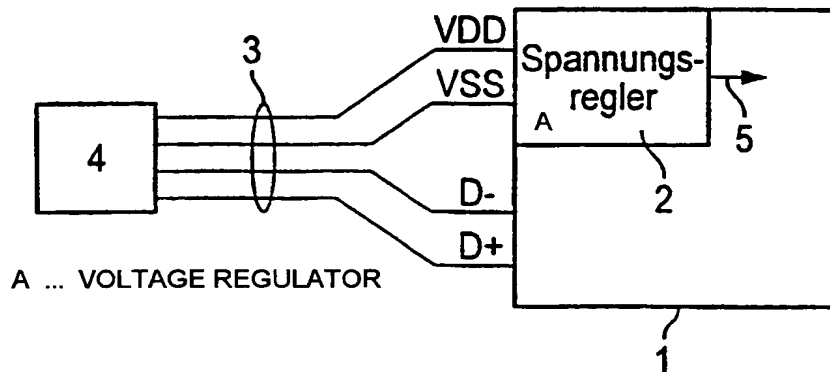 VDD
Spannungs-
regler
3
VSS
A
5
4
2
D-
D+
A ... VOLTAGE REGULATOR
1